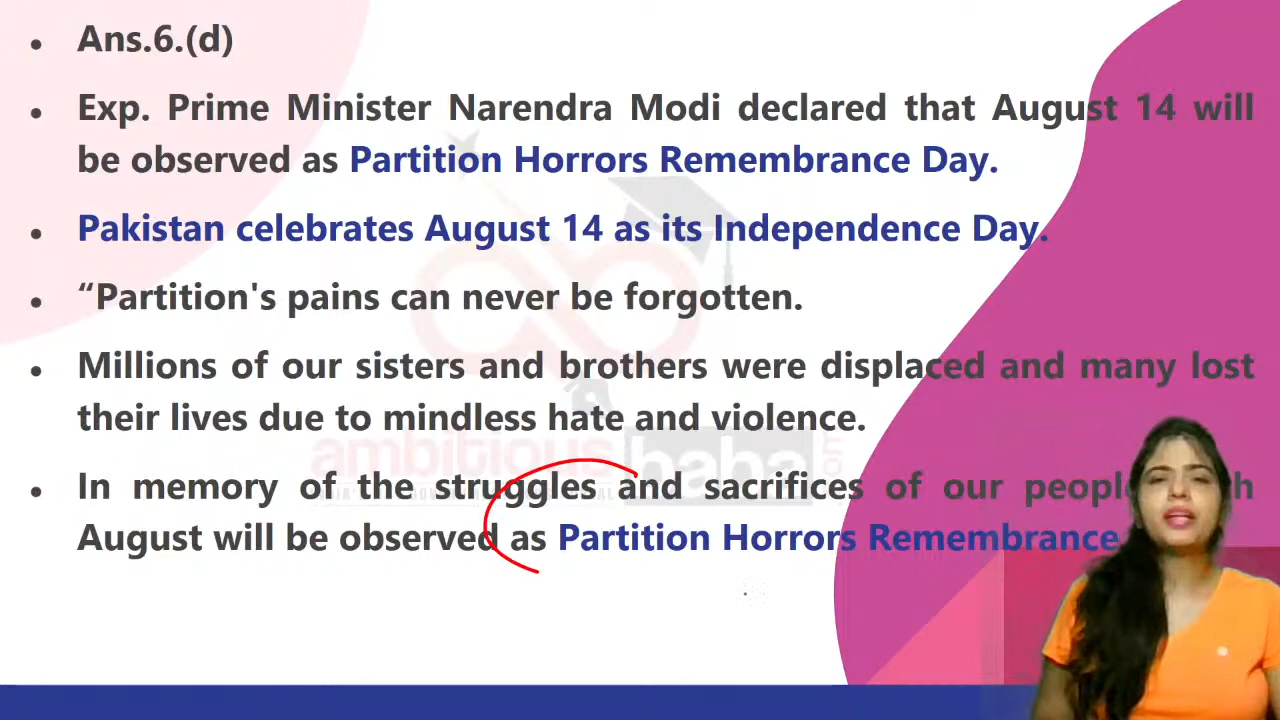 Ans.6.(d)
Exp. Prime Minister Narendra Modi declared that August 14 will
be observed as Partition Horrors Remembrance Day.
Pakistan celebrates August 14 as its Independence Day.
“Partition's pains can never be forgotten.
Millions of our sisters and brothers were displaced and many lost
their lives due to mindless hate and violence.
In memory of the struggles and sacrifices of our
August will be observed as Partition Horrors Remembrance
ambitious baba .com